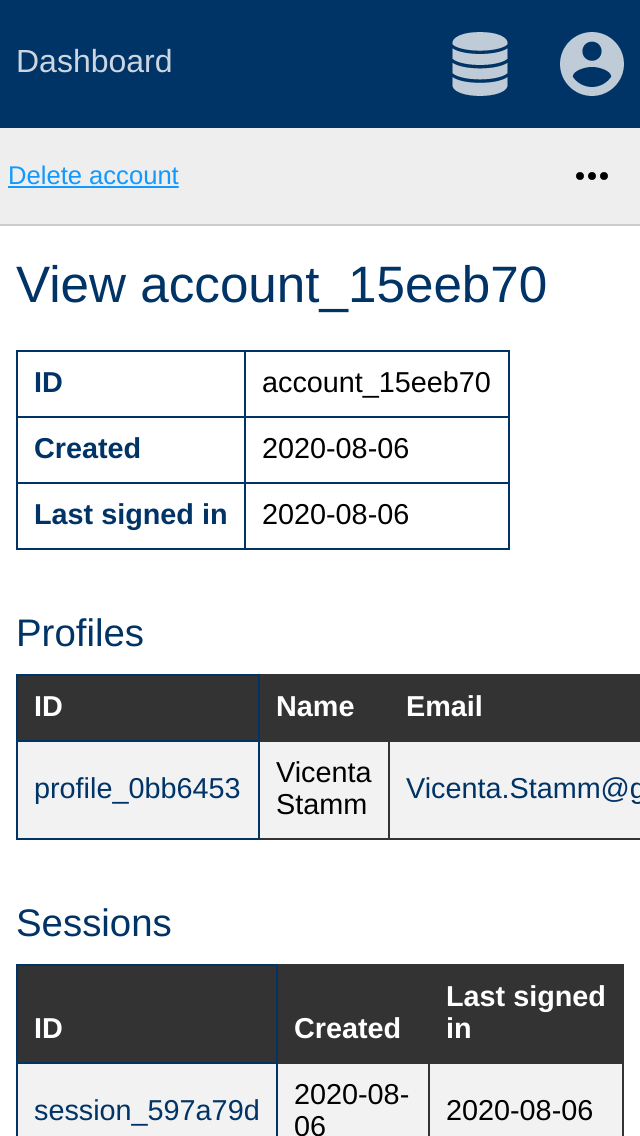 Dashboard
Delete account
View account_15eeb70
ID account_15eeb70
Created 2020-08-06
Last signed in 2020-08-06
Profiles
ID Name Email
profile_0bb6453 Vicenta Stamm Vicenta.Stamm@g
Sessions
ID Created Last signed in
session_597a79d 2020-08-06 2020-08-06